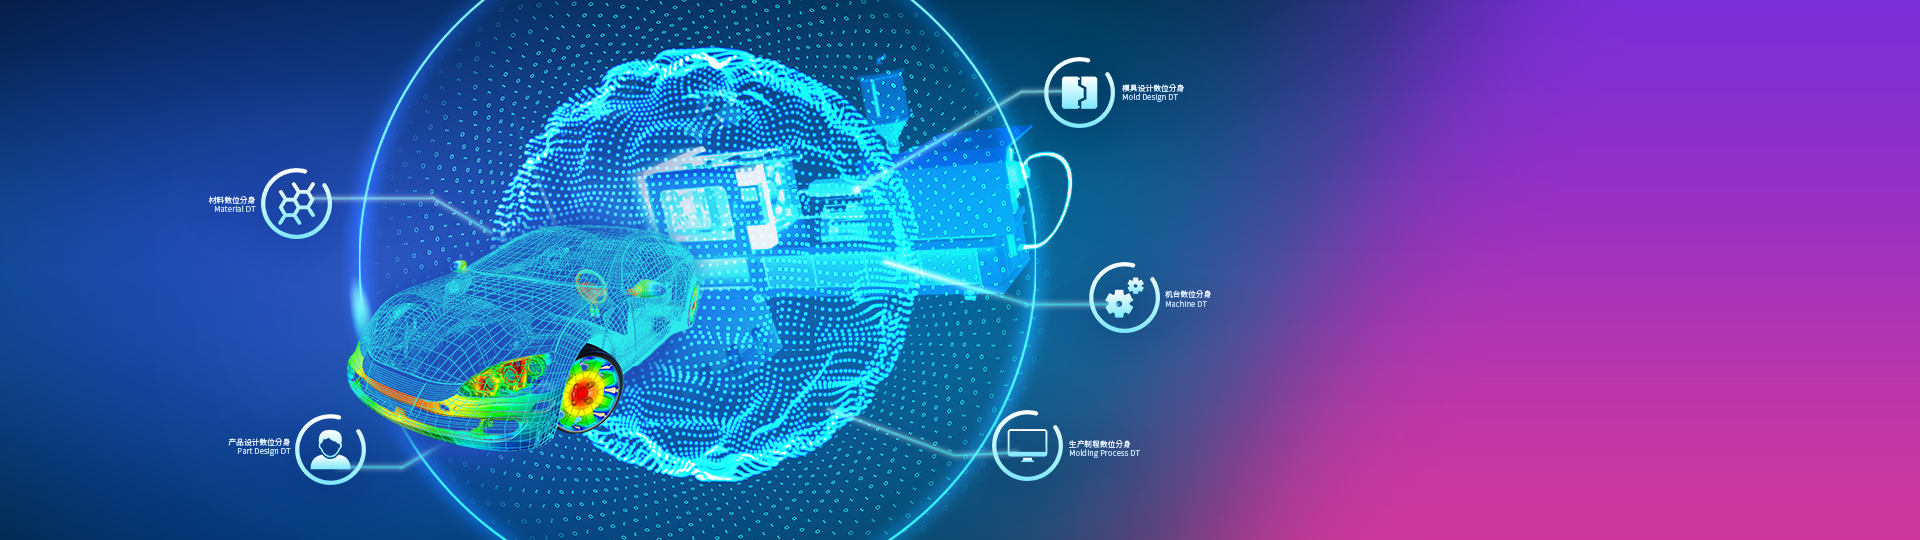 模具设计数位分身
Mold Design DT
材料数位分身
Material DT
机台数位分身
Machine DT
产品设计数位分身
Part Design DT
生产制程数位分身
Molding Process DT